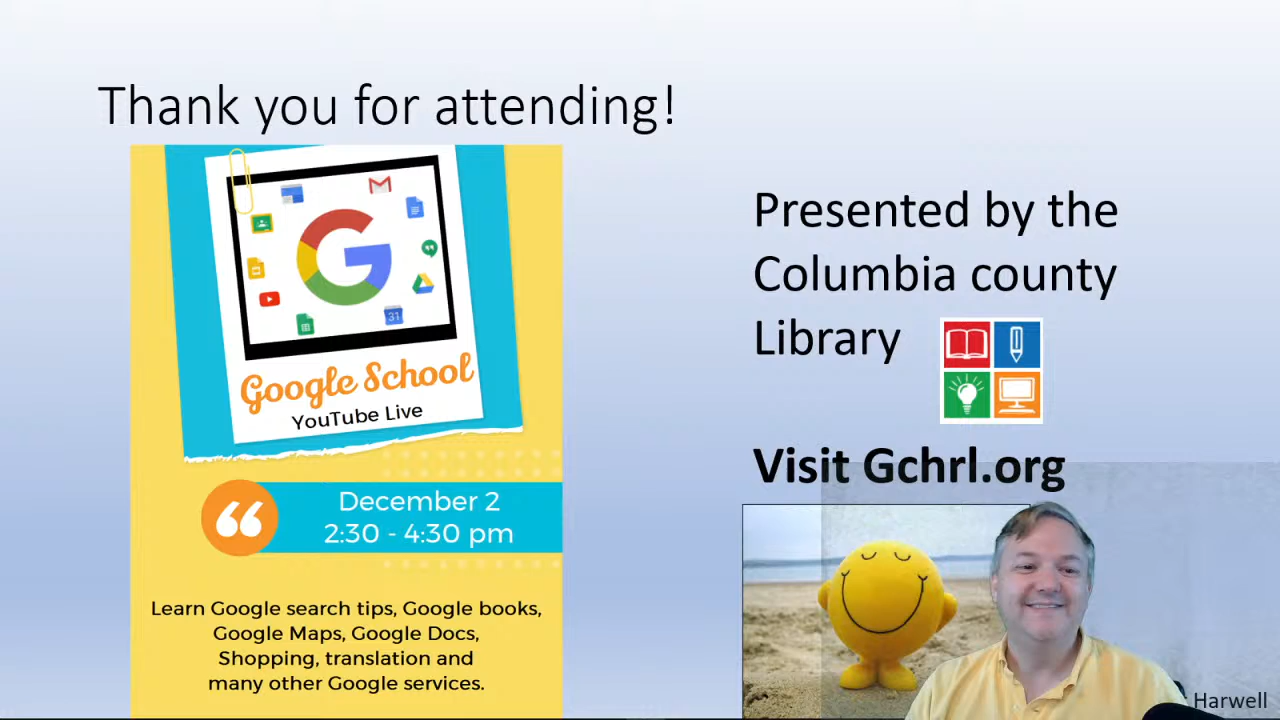 Thank you for attending!
Google School
YouTube Live
December 2
2:30 - 4:30 pm
Learn Google search tips, Google books,
Google Maps, Google Docs,
Shopping, translation and
many other Google services.
Presented by the
Columbia county
Library
Visit Gchrl.org
Harwell